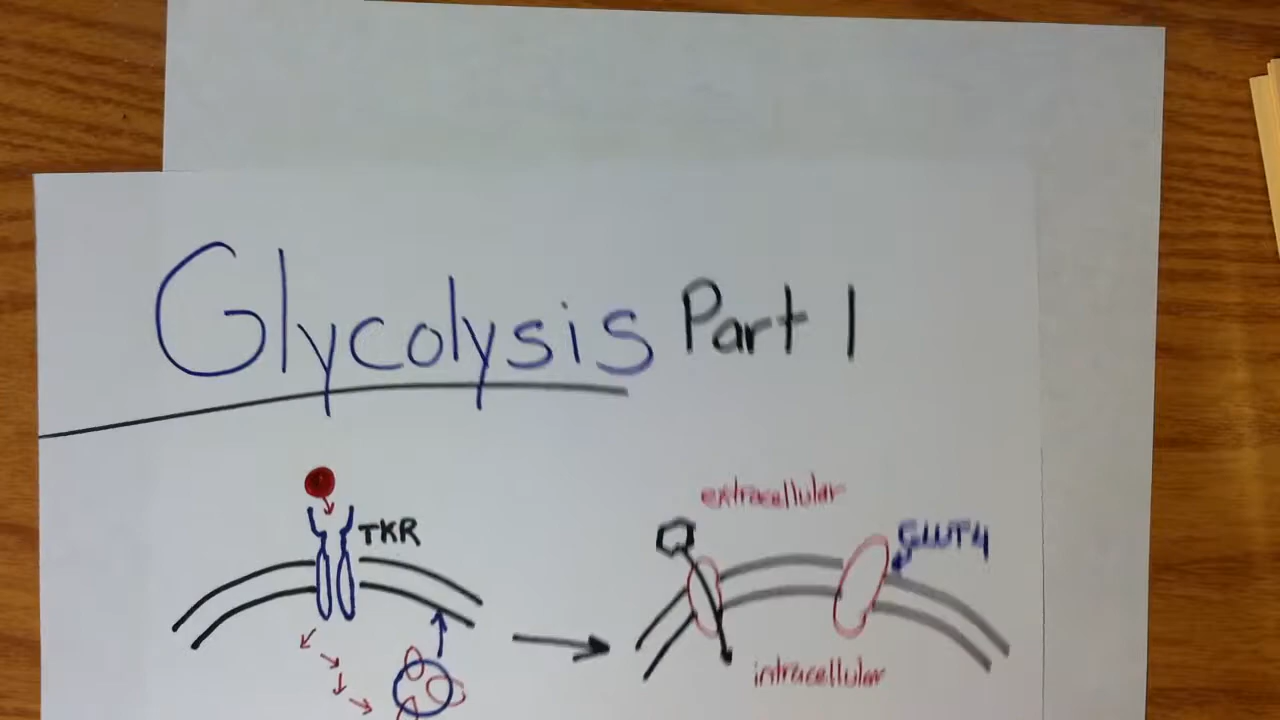 Glycolysis Part 1
extracellular
TKR
GLUT4
intracellular